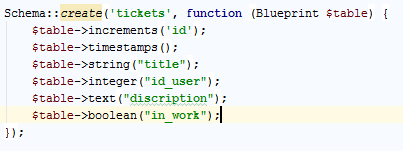 Schema::create('tickets', function (Blueprint $table) {
    $table->increments('id');
    $table->timestamps();
    $table->string("title");
    $table->integer("id_user");
    $table->text("discription");
    $table->boolean("in_work");
});